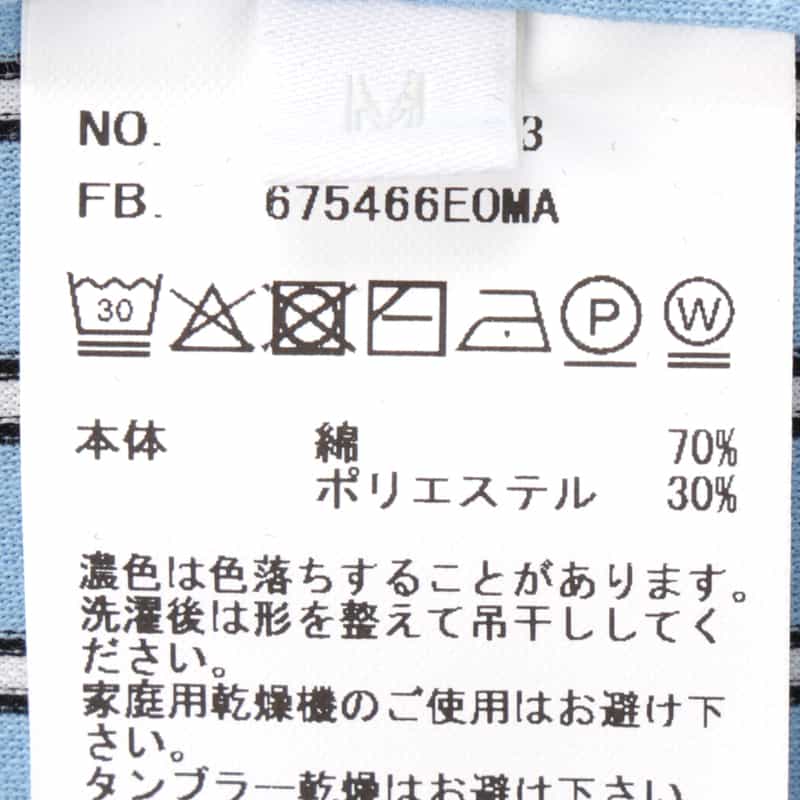 NO. 3
FB. 675466E0MA
30 P W
本体 綿 70%
ポリエステル 30%
濃色は色落ちすることがあります。
洗濯後は形を整えて吊干ししてく
ださい。
家庭用乾燥機のご使用はお避け下
さい。
タンブラー乾燥はお避け下さい